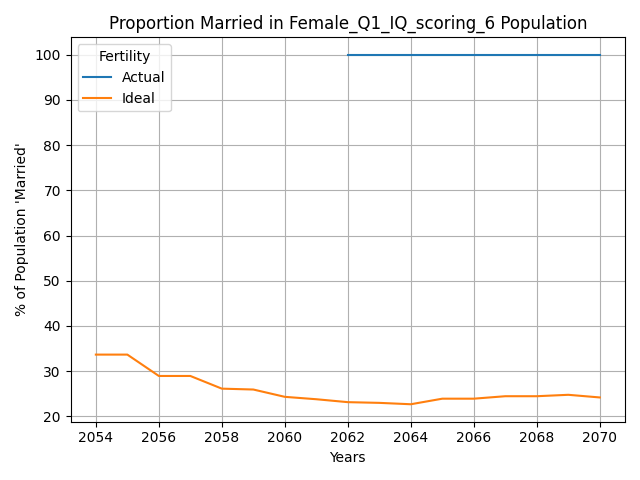 Proportion Married in Female_Q1_IQ_scoring_6 Population
Fertility
Actual
Ideal
100
90
80
70
60
50
40
30
20
% of Population 'Married'
2054 2056 2058 2060 2062 2064 2066 2068 2070
Years